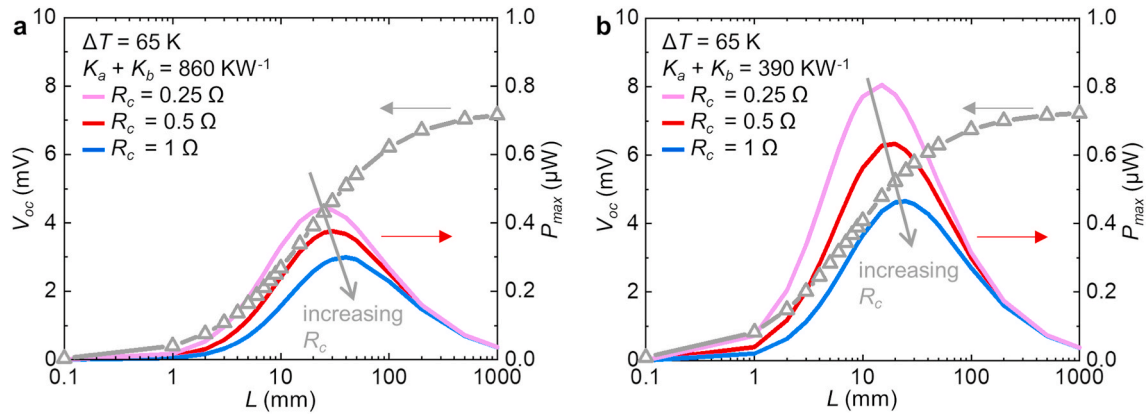 a
ΔT = 65 K
Kₐ + K_b = 860 KW⁻¹
R_c = 0.25 Ω
R_c = 0.5 Ω
R_c = 1 Ω
increasing
R_c
V_oc (mV)
10
8
6
4
2
0
P_max (µW)
1.0
0.8
0.6
0.4
0.2
0.0
0.1 1 10 100 1000
L (mm)
b
ΔT = 65 K
Kₐ + K_b = 390 KW⁻¹
R_c = 0.25 Ω
R_c = 0.5 Ω
R_c = 1 Ω
increasing
R_c
V_oc (mV)
10
8
6
4
2
0
P_max (µW)
1.0
0.8
0.6
0.4
0.2
0.0
0.1 1 10 100 1000
L (mm)